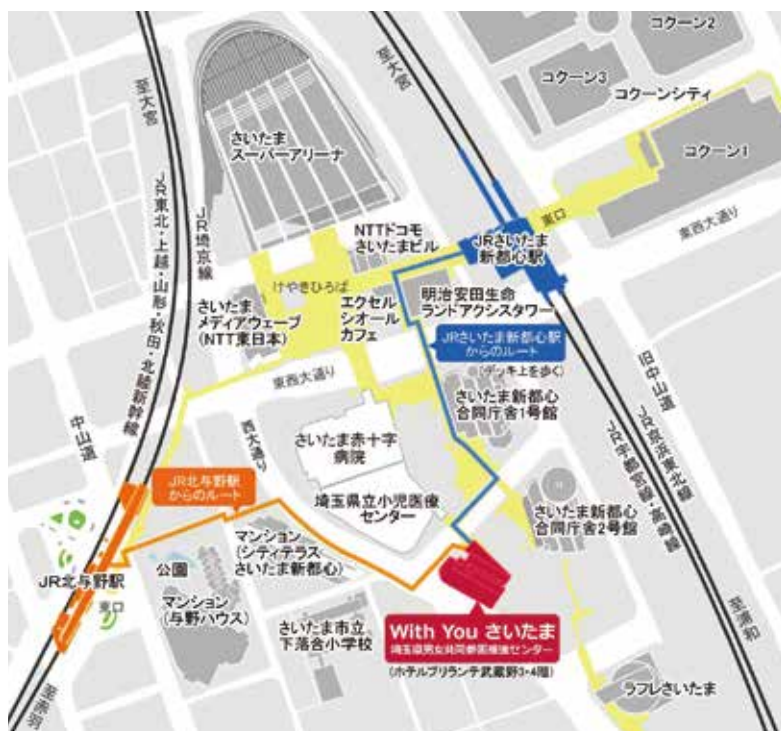 コクーン2
コクーン3
コクーンシティ
コクーン1
至大宮
至大宮
さいたま
スーパーアリーナ
JR東北・上越・山形・秋田・北陸新幹線
JR埼京線
NTTドコモ
さいたまビル
東口
JRさいたま
新都心駅
東西大通り
けやきひろば
さいたま
メディアウェーブ
(NTT東日本)
エクセル
シオール
カフェ
明治安田生命
ランドアクシスタワー
JRさいたま新都心駅
からのルート
(デッキ上を歩く)
東西大通り
旧中山道
中山道
西大通り
さいたま新都心
合同庁舎1号館
さいたま赤十字
病院
JR京浜東北線
JR宇都宮線・高崎線
JR北与野駅
からのルート
埼玉県立小児医療
センター
さいたま新都心
合同庁舎2号館
マンション
(シティテラス
さいたま新都心)
JR北与野駅
公園
東口
マンション
(与野ハウス)
さいたま市立
下落合小学校
With You さいたま
埼玉県男女共同参画推進センター
(ホテルブリランテ武蔵野3・4階)
至浦和
至赤羽
ラフレさいたま